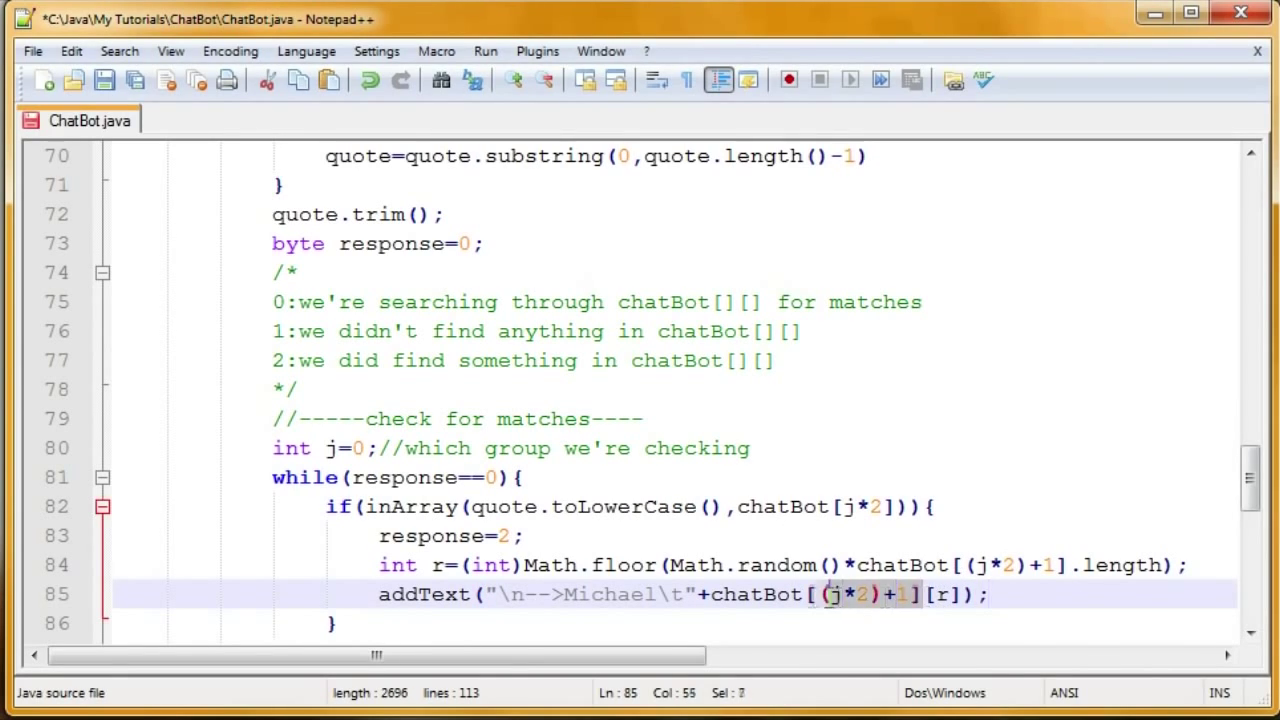 *C:\Java\My Tutorials\ChatBot\ChatBot.java - Notepad++
File Edit Search View Encoding Language Settings Macro Run Plugins Window ? X
ChatBot.java
70 quote=quote.substring(0,quote.length()-1)
71 }
72 quote.trim();
73 byte response=0;
74 /*
75 0:we're searching through chatBot[][] for matches
76 1:we didn't find anything in chatBot[][]
77 2:we did find something in chatBot[][]
78 */
79 //-----check for matches----
80 int j=0;//which group we're checking
81 while(response==0){
82 if(inArray(quote.toLowerCase(),chatBot[j*2])){
83 response=2;
84 int r=(int)Math.floor(Math.random()*chatBot[(j*2)+1].length);
85 addText("\n-->Michael\t"+chatBot[(j*2)+1][r]);
86 }
Java source file length : 2696 lines : 113 Ln : 85 Col : 55 Sel : 7 Dos\Windows ANSI INS